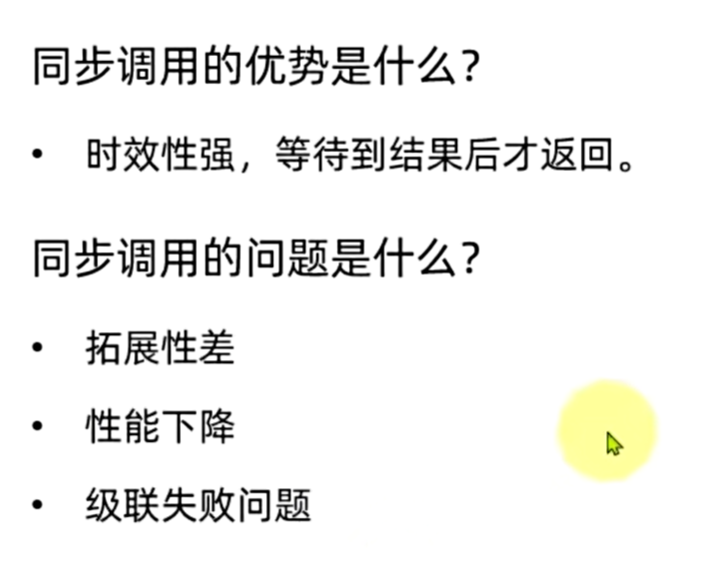 同步调用的优势是什么？
• 时效性强，等待到结果后才返回。
同步调用的问题是什么？
• 拓展性差
• 性能下降
• 级联失败问题